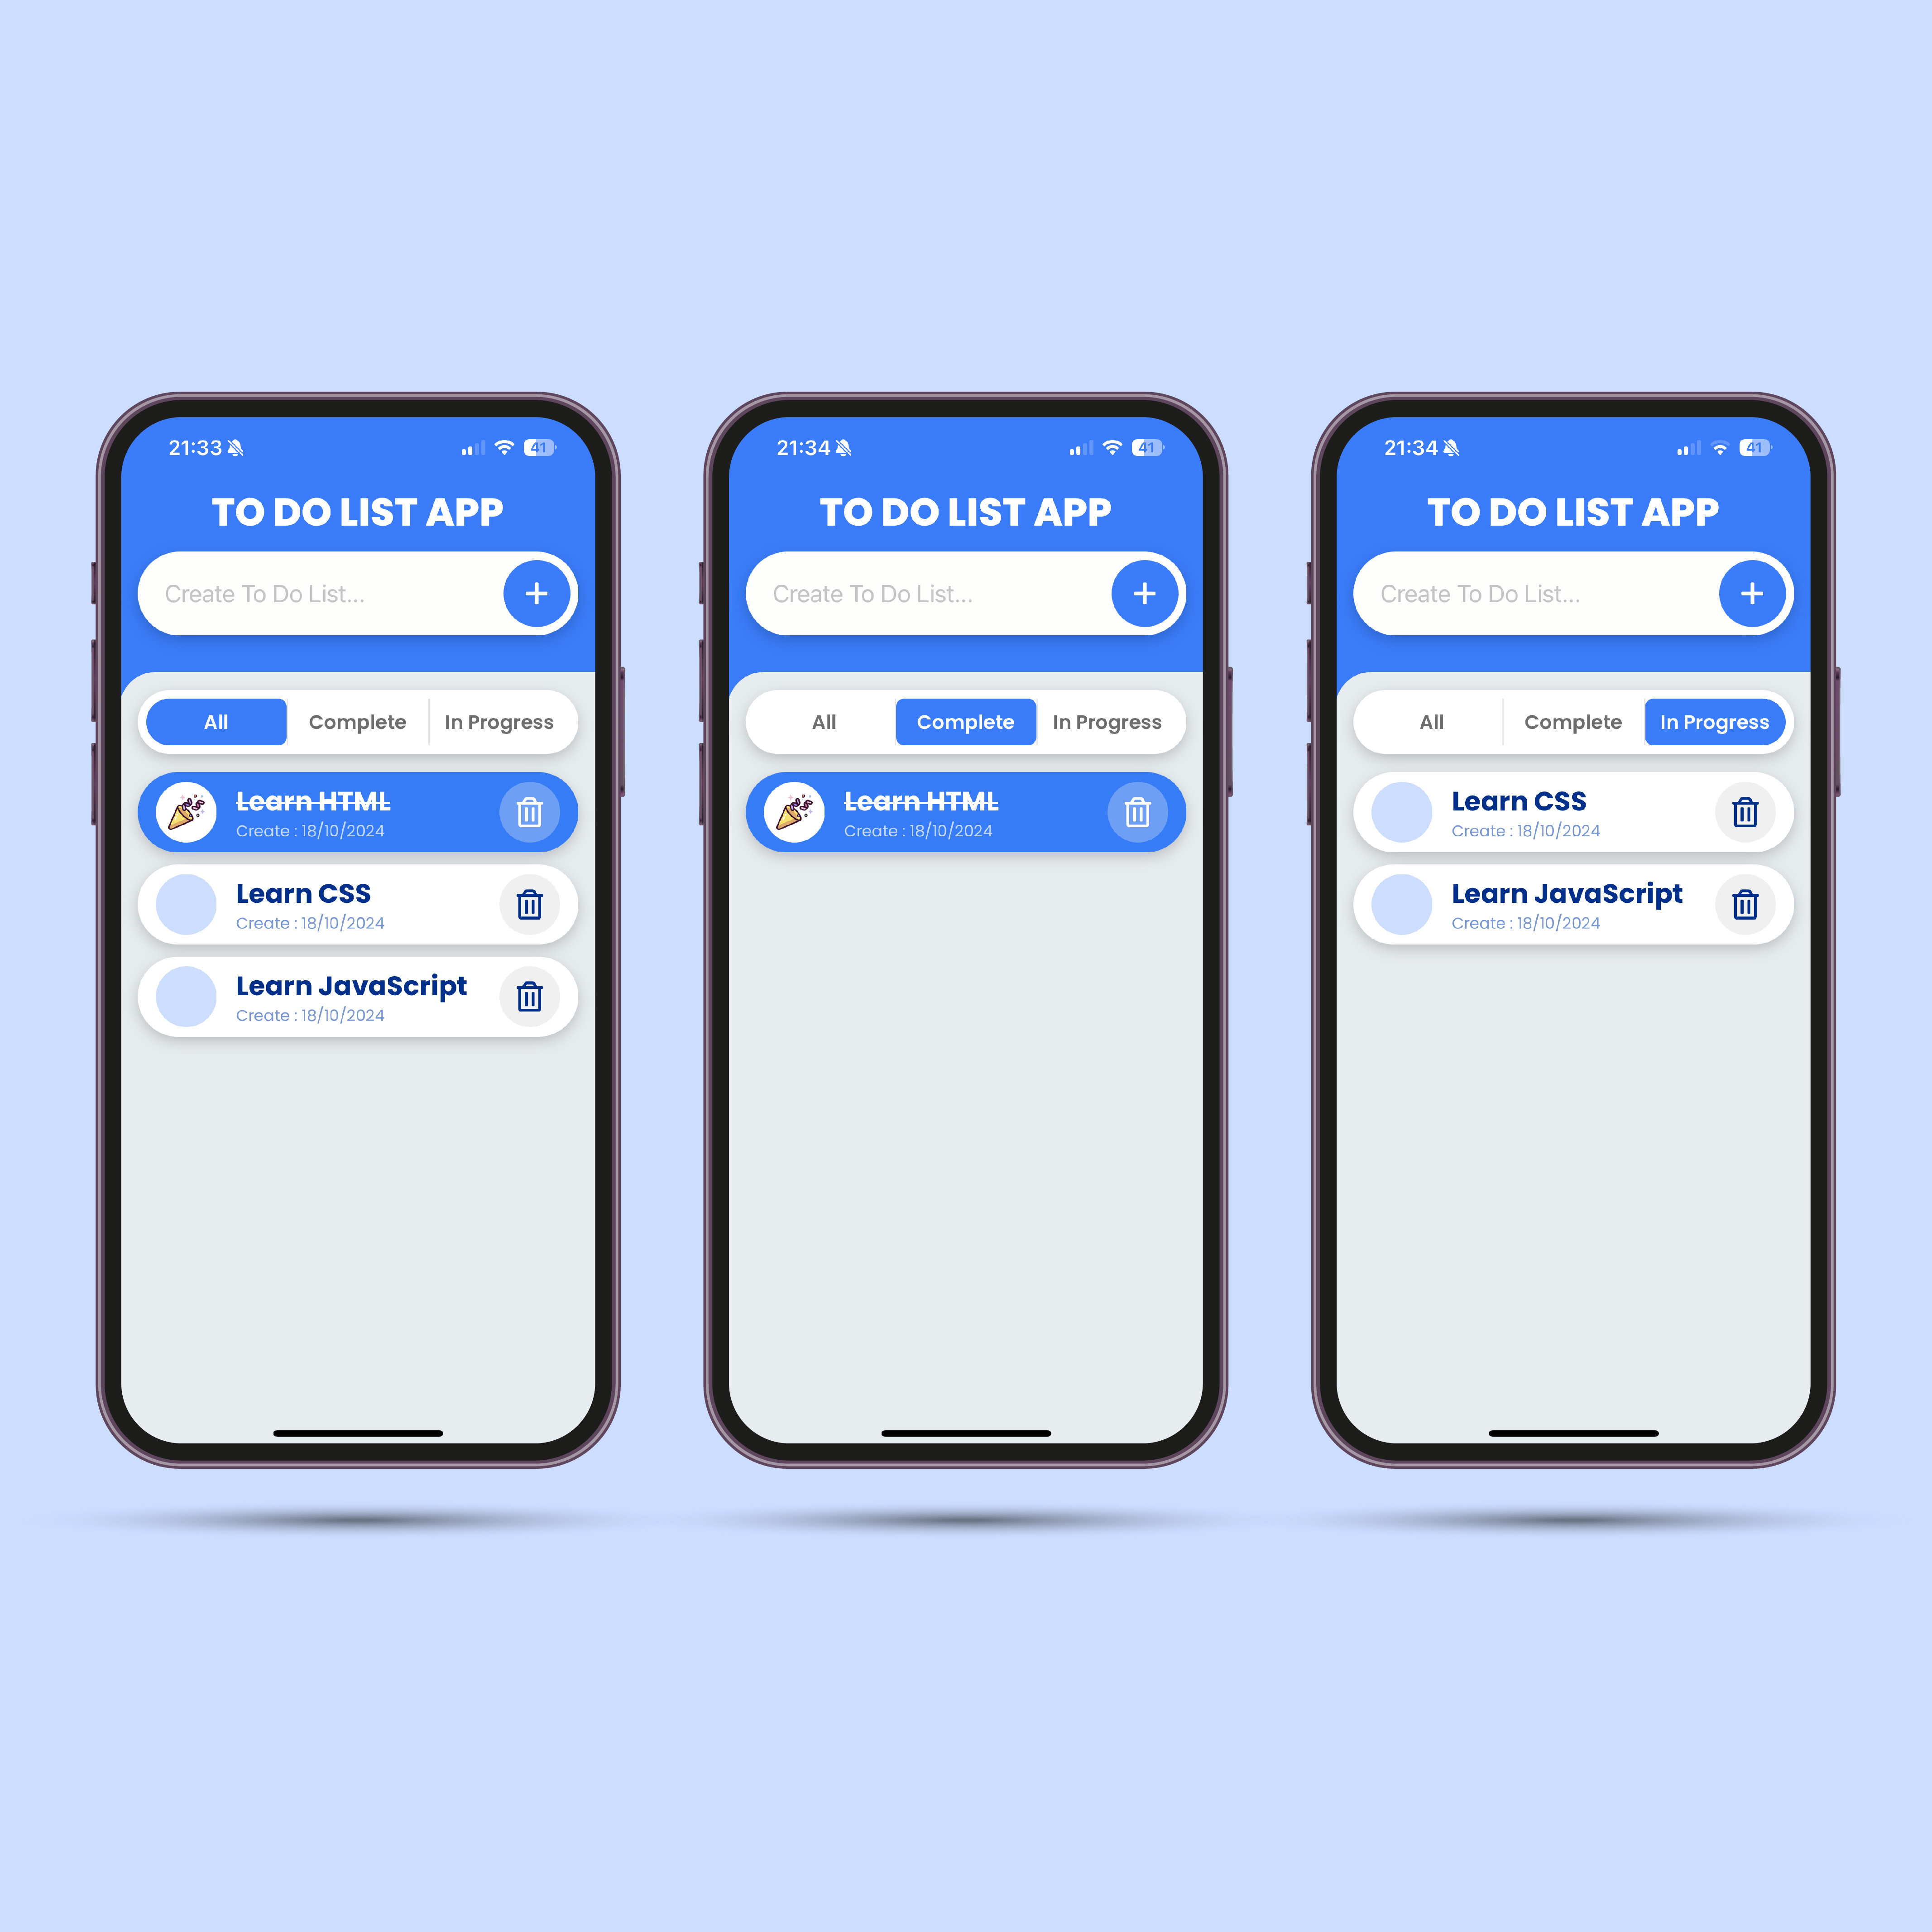 21:33
41
TO DO LIST APP
Create To Do List...
All Complete In Progress
Learn HTML
Create : 18/10/2024
Learn CSS
Create : 18/10/2024
Learn JavaScript
Create : 18/10/2024
21:34
41
TO DO LIST APP
Create To Do List...
All Complete In Progress
Learn HTML
Create : 18/10/2024
21:34
41
TO DO LIST APP
Create To Do List...
All Complete In Progress
Learn CSS
Create : 18/10/2024
Learn JavaScript
Create : 18/10/2024